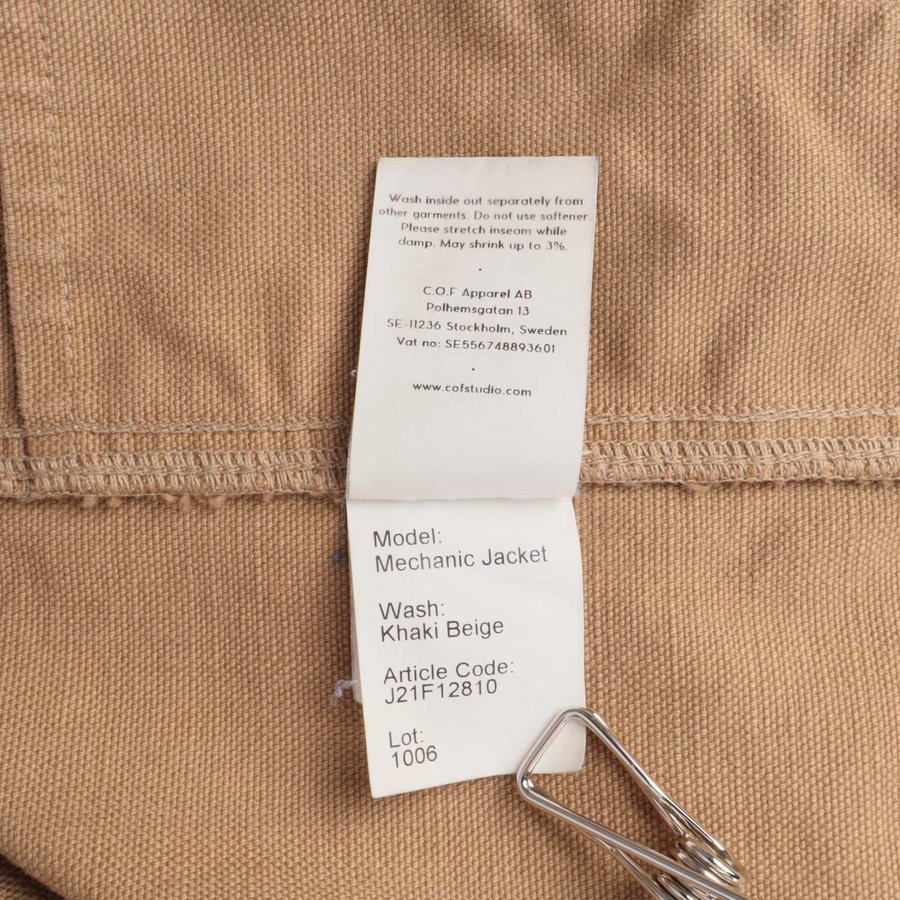 Wash inside out separately from
other garments. Do not use softener.
Please stretch inseam while
damp. May shrink up to 3%.
.
C.O.F Apparel AB
Polhemsgatan 13
SE-11236 Stockholm, Sweden
Vat no: SE556748893601
.
www.cofstudio.com
Model:
Mechanic Jacket
Wash:
Khaki Beige
Article Code:
J21F12810
Lot:
1006